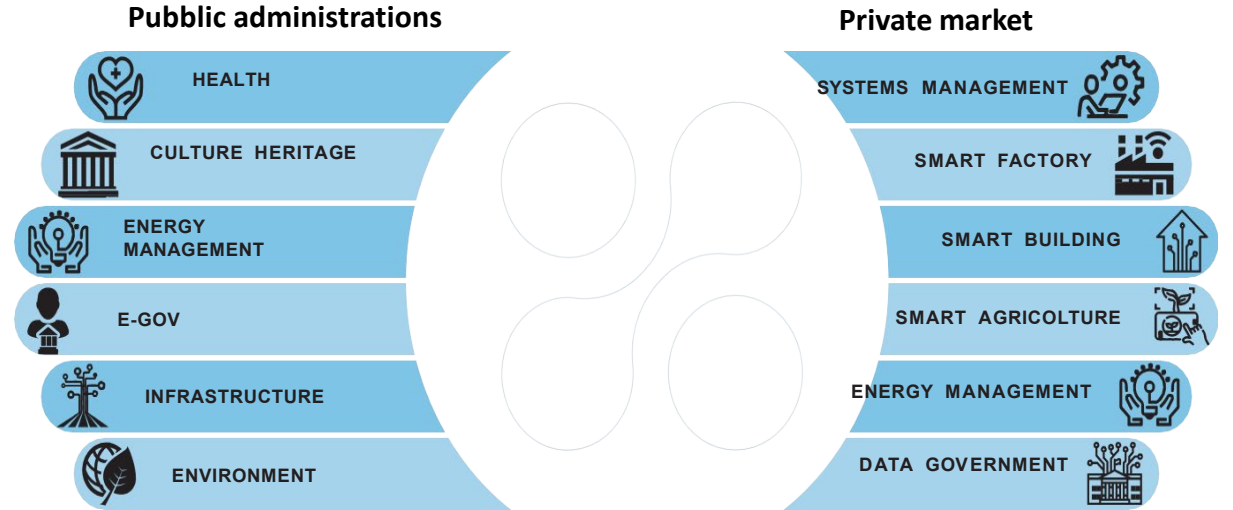 Pubblic administrations
HEALTH
CULTURE HERITAGE
ENERGY
MANAGEMENT
E-GOV
INFRASTRUCTURE
ENVIRONMENT
Private market
SYSTEMS MANAGEMENT
SMART FACTORY
SMART BUILDING
SMART AGRICOLTURE
ENERGY MANAGEMENT
DATA GOVERNMENT